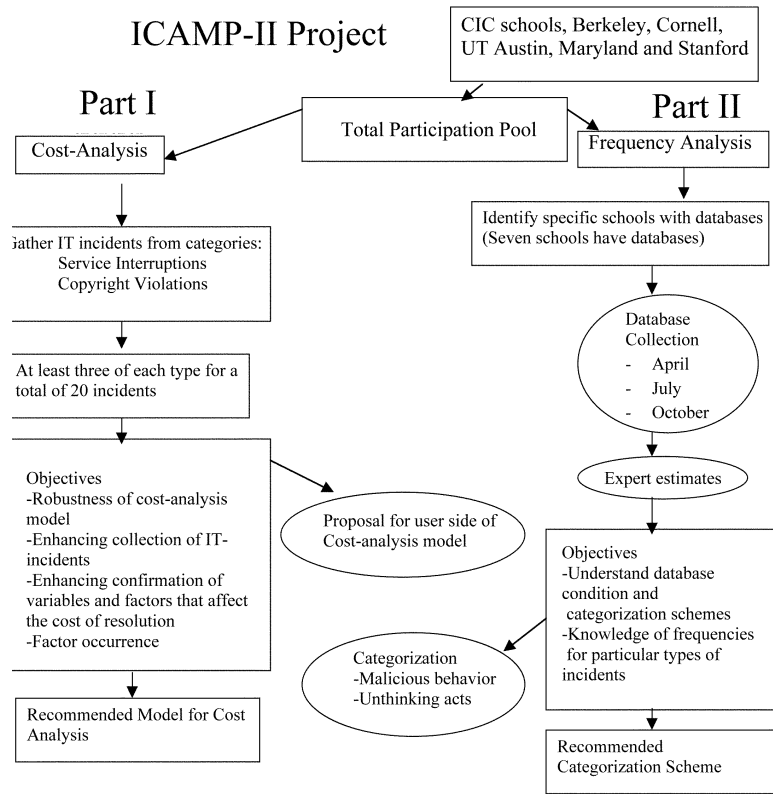 ICAMP-II Project
CIC schools, Berkeley, Cornell,
UT Austin, Maryland and Stanford
Part I
Total Participation Pool
Part II
Cost-Analysis
Frequency Analysis
Gather IT incidents from categories:
Service Interruptions
Copyright Violations
Identify specific schools with databases
(Seven schools have databases)
At least three of each type for a
total of 20 incidents
Database
Collection
- April
- July
- October
Expert estimates
Objectives
-Robustness of cost-analysis
model
-Enhancing collection of IT-
incidents
-Enhancing confirmation of
variables and factors that affect
the cost of resolution
-Factor occurrence
Proposal for user side of
Cost-analysis model
Objectives
-Understand database
condition and
categorization schemes
-Knowledge of frequencies
for particular types of
incidents
Categorization
-Malicious behavior
-Unthinking acts
Recommended Model for Cost
Analysis
Recommended
Categorization Scheme